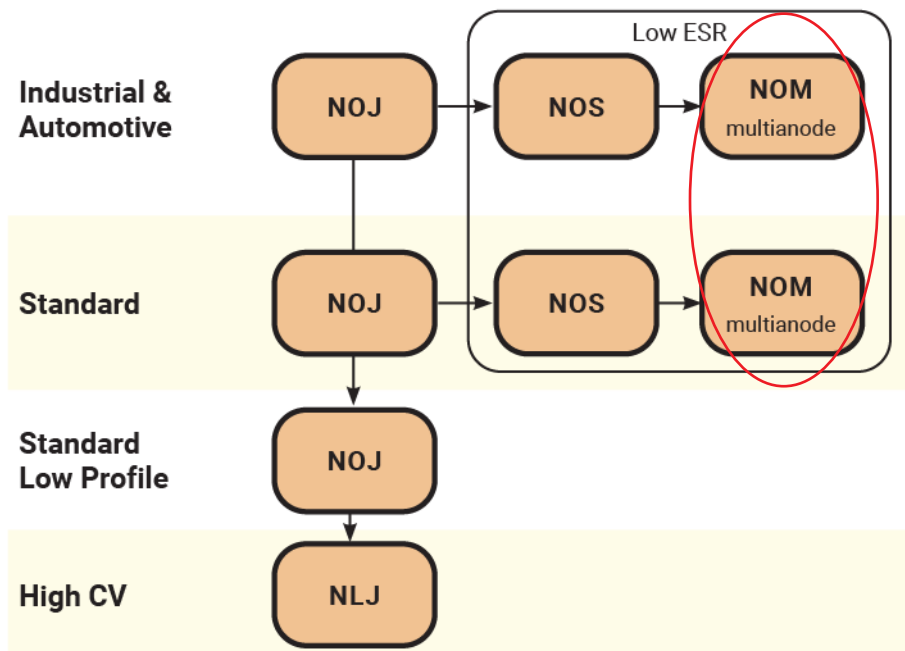 Low ESR
Industrial &
Automotive
NOJ
NOS
NOM
multianode
Standard
NOJ
NOS
NOM
multianode
Standard
Low Profile
NOJ
High CV
NLJ